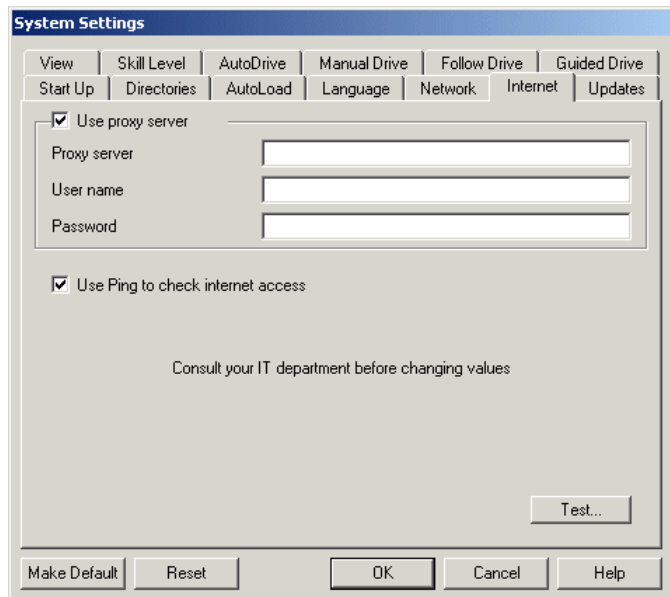 System Settings
View Skill Level AutoDrive Manual Drive Follow Drive Guided Drive
Start Up Directories AutoLoad Language Network Internet Updates
Use proxy server
Proxy server
User name
Password
Use Ping to check internet access
Consult your IT department before changing values
Test...
Make Default Reset OK Cancel Help